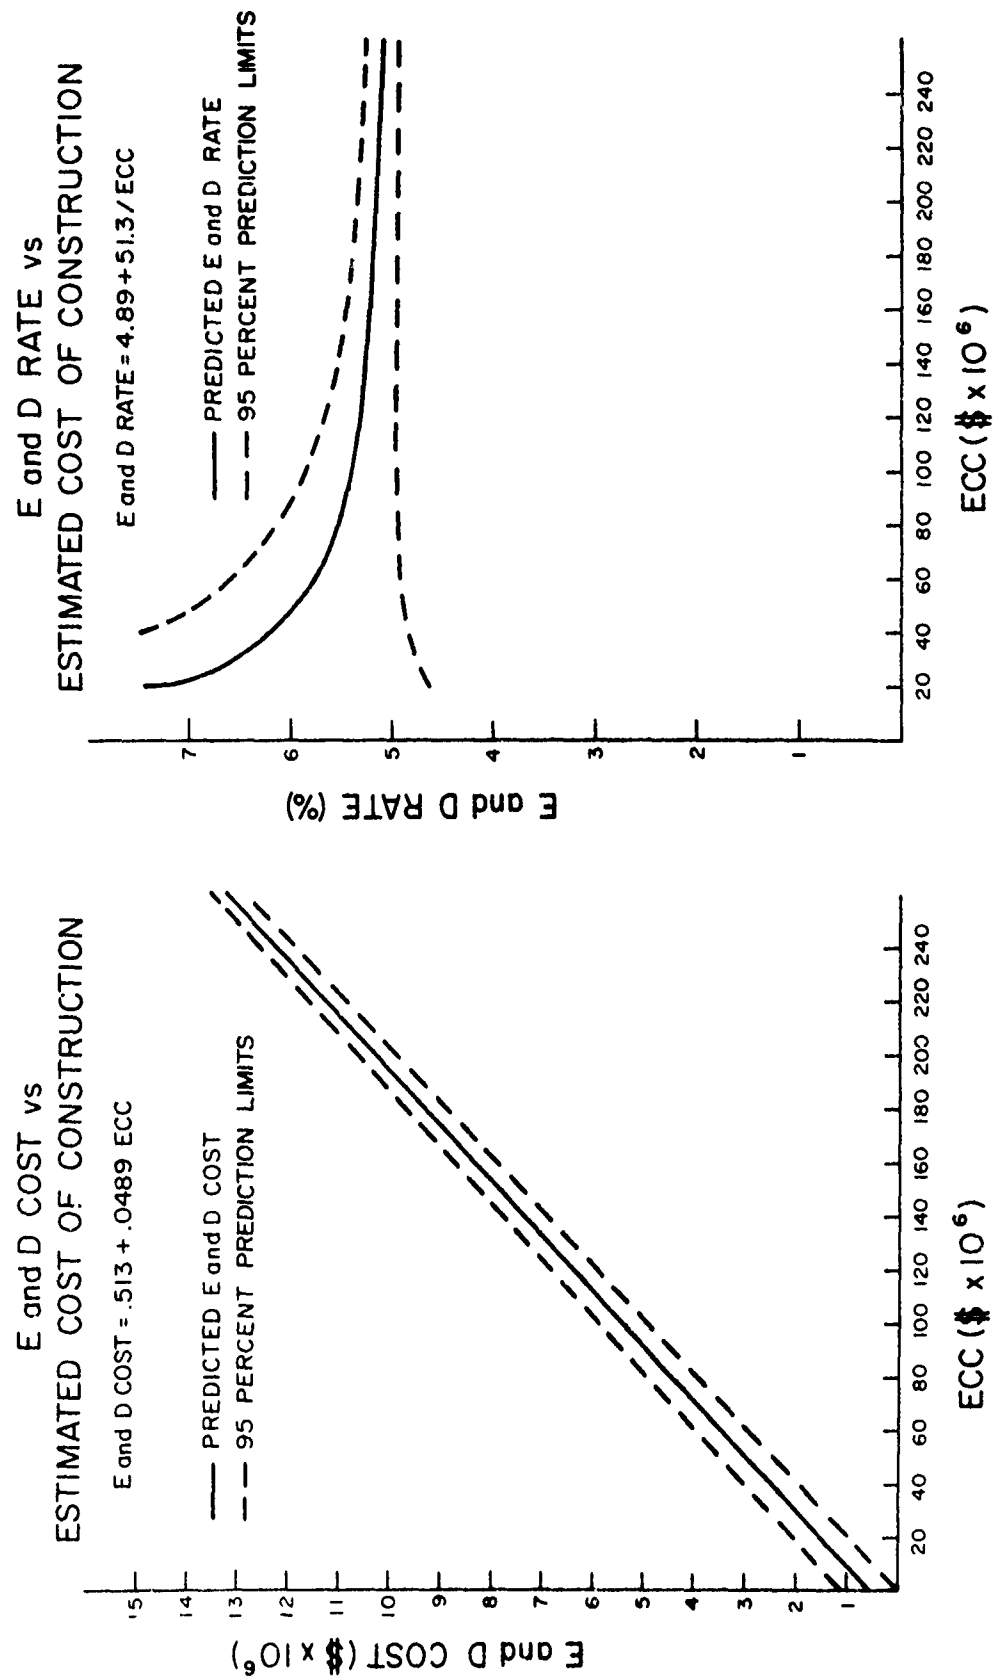 E and D COST vs
ESTIMATED COST OF CONSTRUCTION
E and D COST = .513 + .0489 ECC
PREDICTED E and D COST
95 PERCENT PREDICTION LIMITS
E and D COST ($ x 10⁶)
15
14
13
12
11
10
9
8
7
6
5
4
3
2
1
20 40 60 80 100 120 140 160 180 200 220 240
ECC ($ x 10⁶)
E and D RATE vs
ESTIMATED COST OF CONSTRUCTION
E and D RATE = 4.89 + 51.3 / ECC
PREDICTED E and D RATE
95 PERCENT PREDICTION LIMITS
E and D RATE (%)
7
6
5
4
3
2
1
20 40 60 80 100 120 140 160 180 200 220 240
ECC ($ x 10⁶)